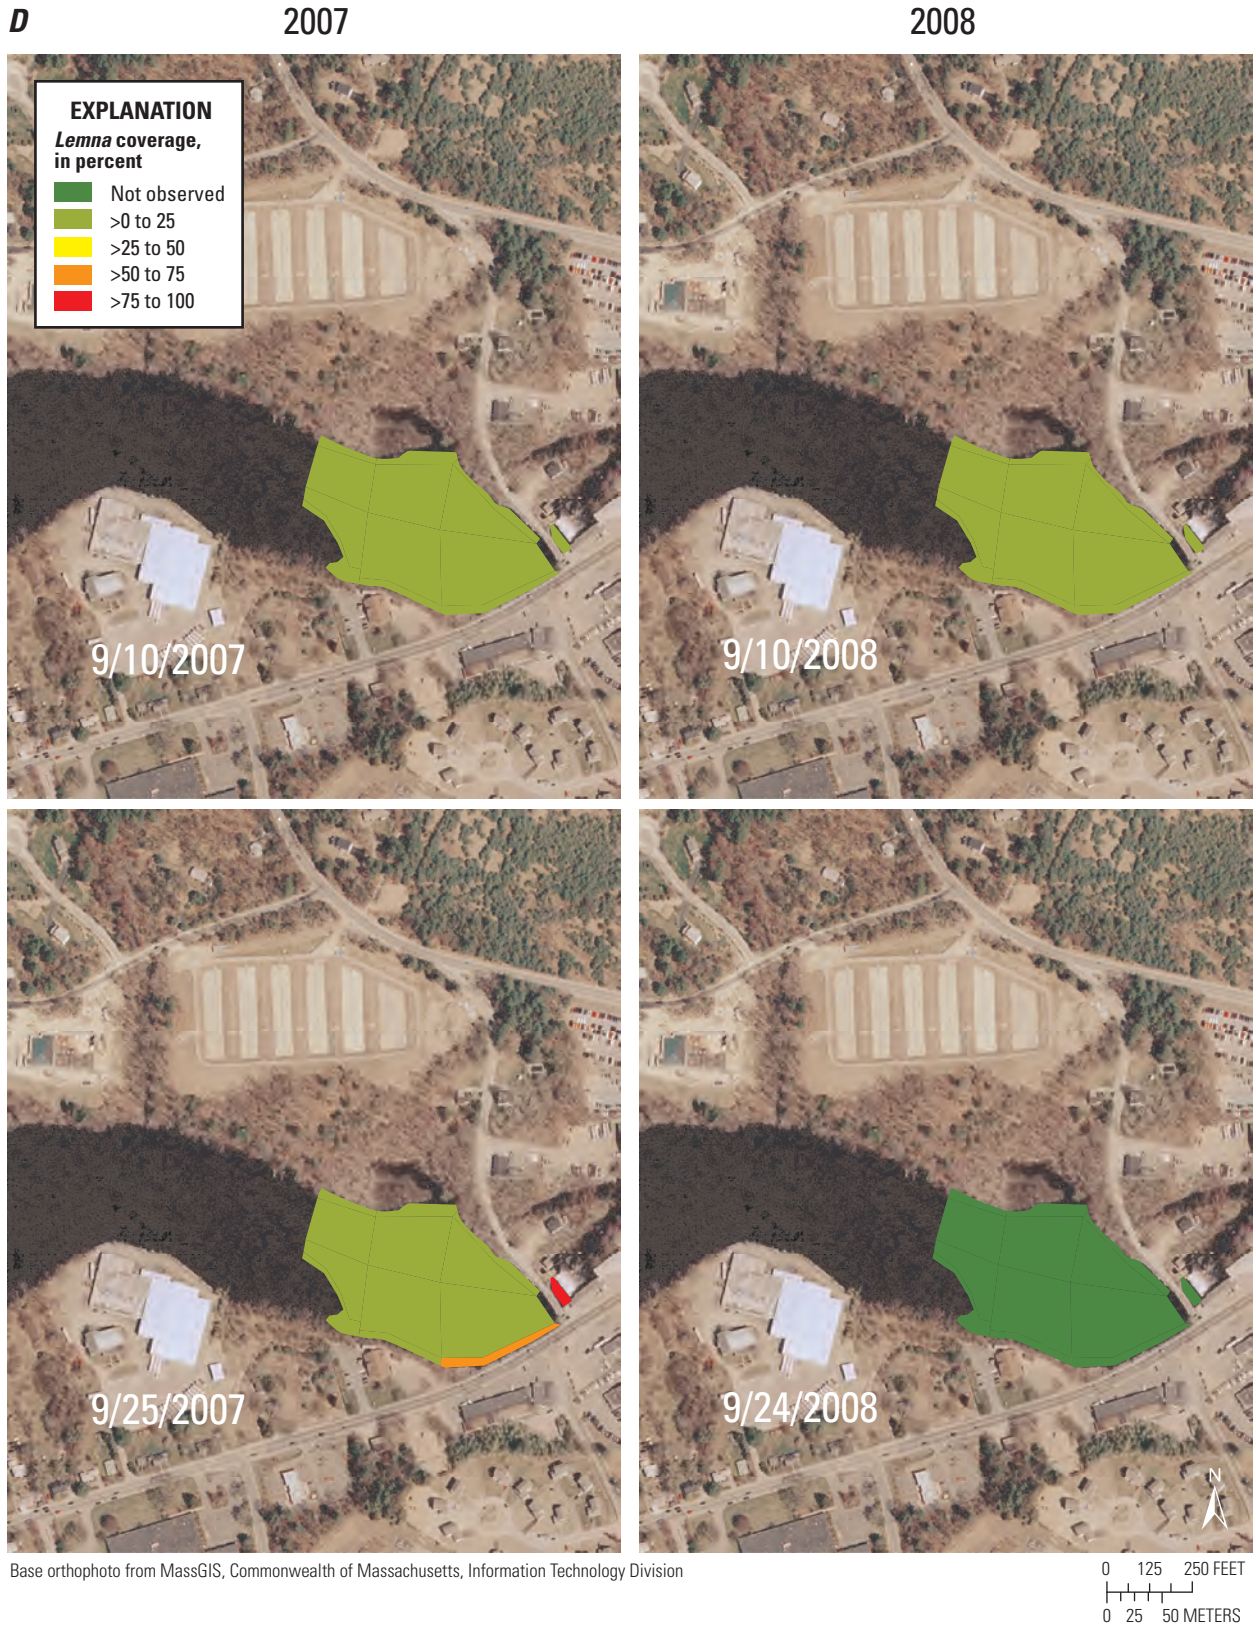 D
2007
2008
EXPLANATION
Lemna coverage,
in percent
Not observed
>0 to 25
>25 to 50
>50 to 75
>75 to 100
9/10/2007
9/10/2008
9/25/2007
9/24/2008
N
Base orthophoto from MassGIS, Commonwealth of Massachusetts, Information Technology Division
0 125 250 FEET
0 25 50 METERS